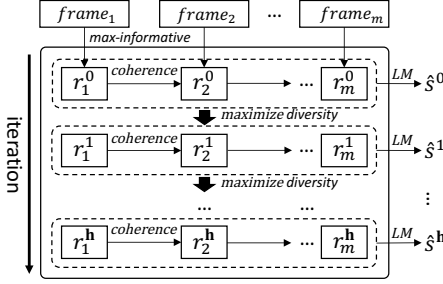 frame₁ frame₂ ... frameₘ
max-informative
r₁⁰ coherence r₂⁰ ... rₘ⁰ LM ŝ⁰
maximize diversity
r₁¹ coherence r₂¹ ... rₘ¹ LM ŝ¹
maximize diversity
... ... ⋮
r₁ʰ coherence r₂ʰ ... rₘʰ LM ŝʰ
iteration